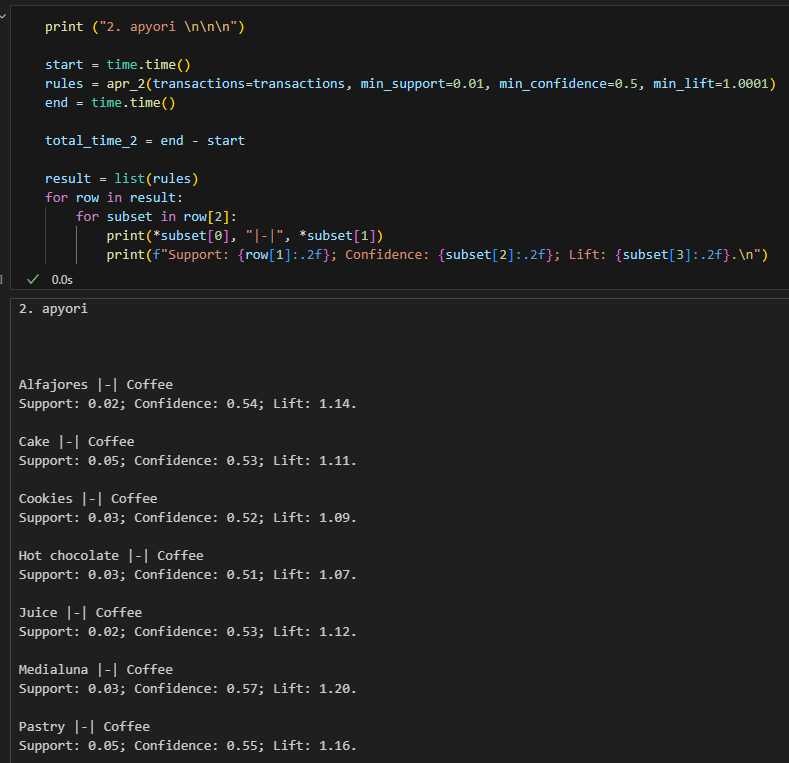 print ("2. apyori \n\n\n")
start = time.time()
rules = apr_2(transactions=transactions, min_support=0.01, min_confidence=0.5, min_lift=1.0001)
end = time.time()
total_time_2 = end - start
result = list(rules)
for row in result:
    for subset in row[2]:
        print(*subset[0], "|-|", *subset[1])
        print(f"Support: {row[1]:.2f}; Confidence: {subset[2]:.2f}; Lift: {subset[3]:.2f}.\n")
0.0s
2. apyori
Alfajores |-| Coffee
Support: 0.02; Confidence: 0.54; Lift: 1.14.
Cake |-| Coffee
Support: 0.05; Confidence: 0.53; Lift: 1.11.
Cookies |-| Coffee
Support: 0.03; Confidence: 0.52; Lift: 1.09.
Hot chocolate |-| Coffee
Support: 0.03; Confidence: 0.51; Lift: 1.07.
Juice |-| Coffee
Support: 0.02; Confidence: 0.53; Lift: 1.12.
Medialuna |-| Coffee
Support: 0.03; Confidence: 0.57; Lift: 1.20.
Pastry |-| Coffee
Support: 0.05; Confidence: 0.55; Lift: 1.16.